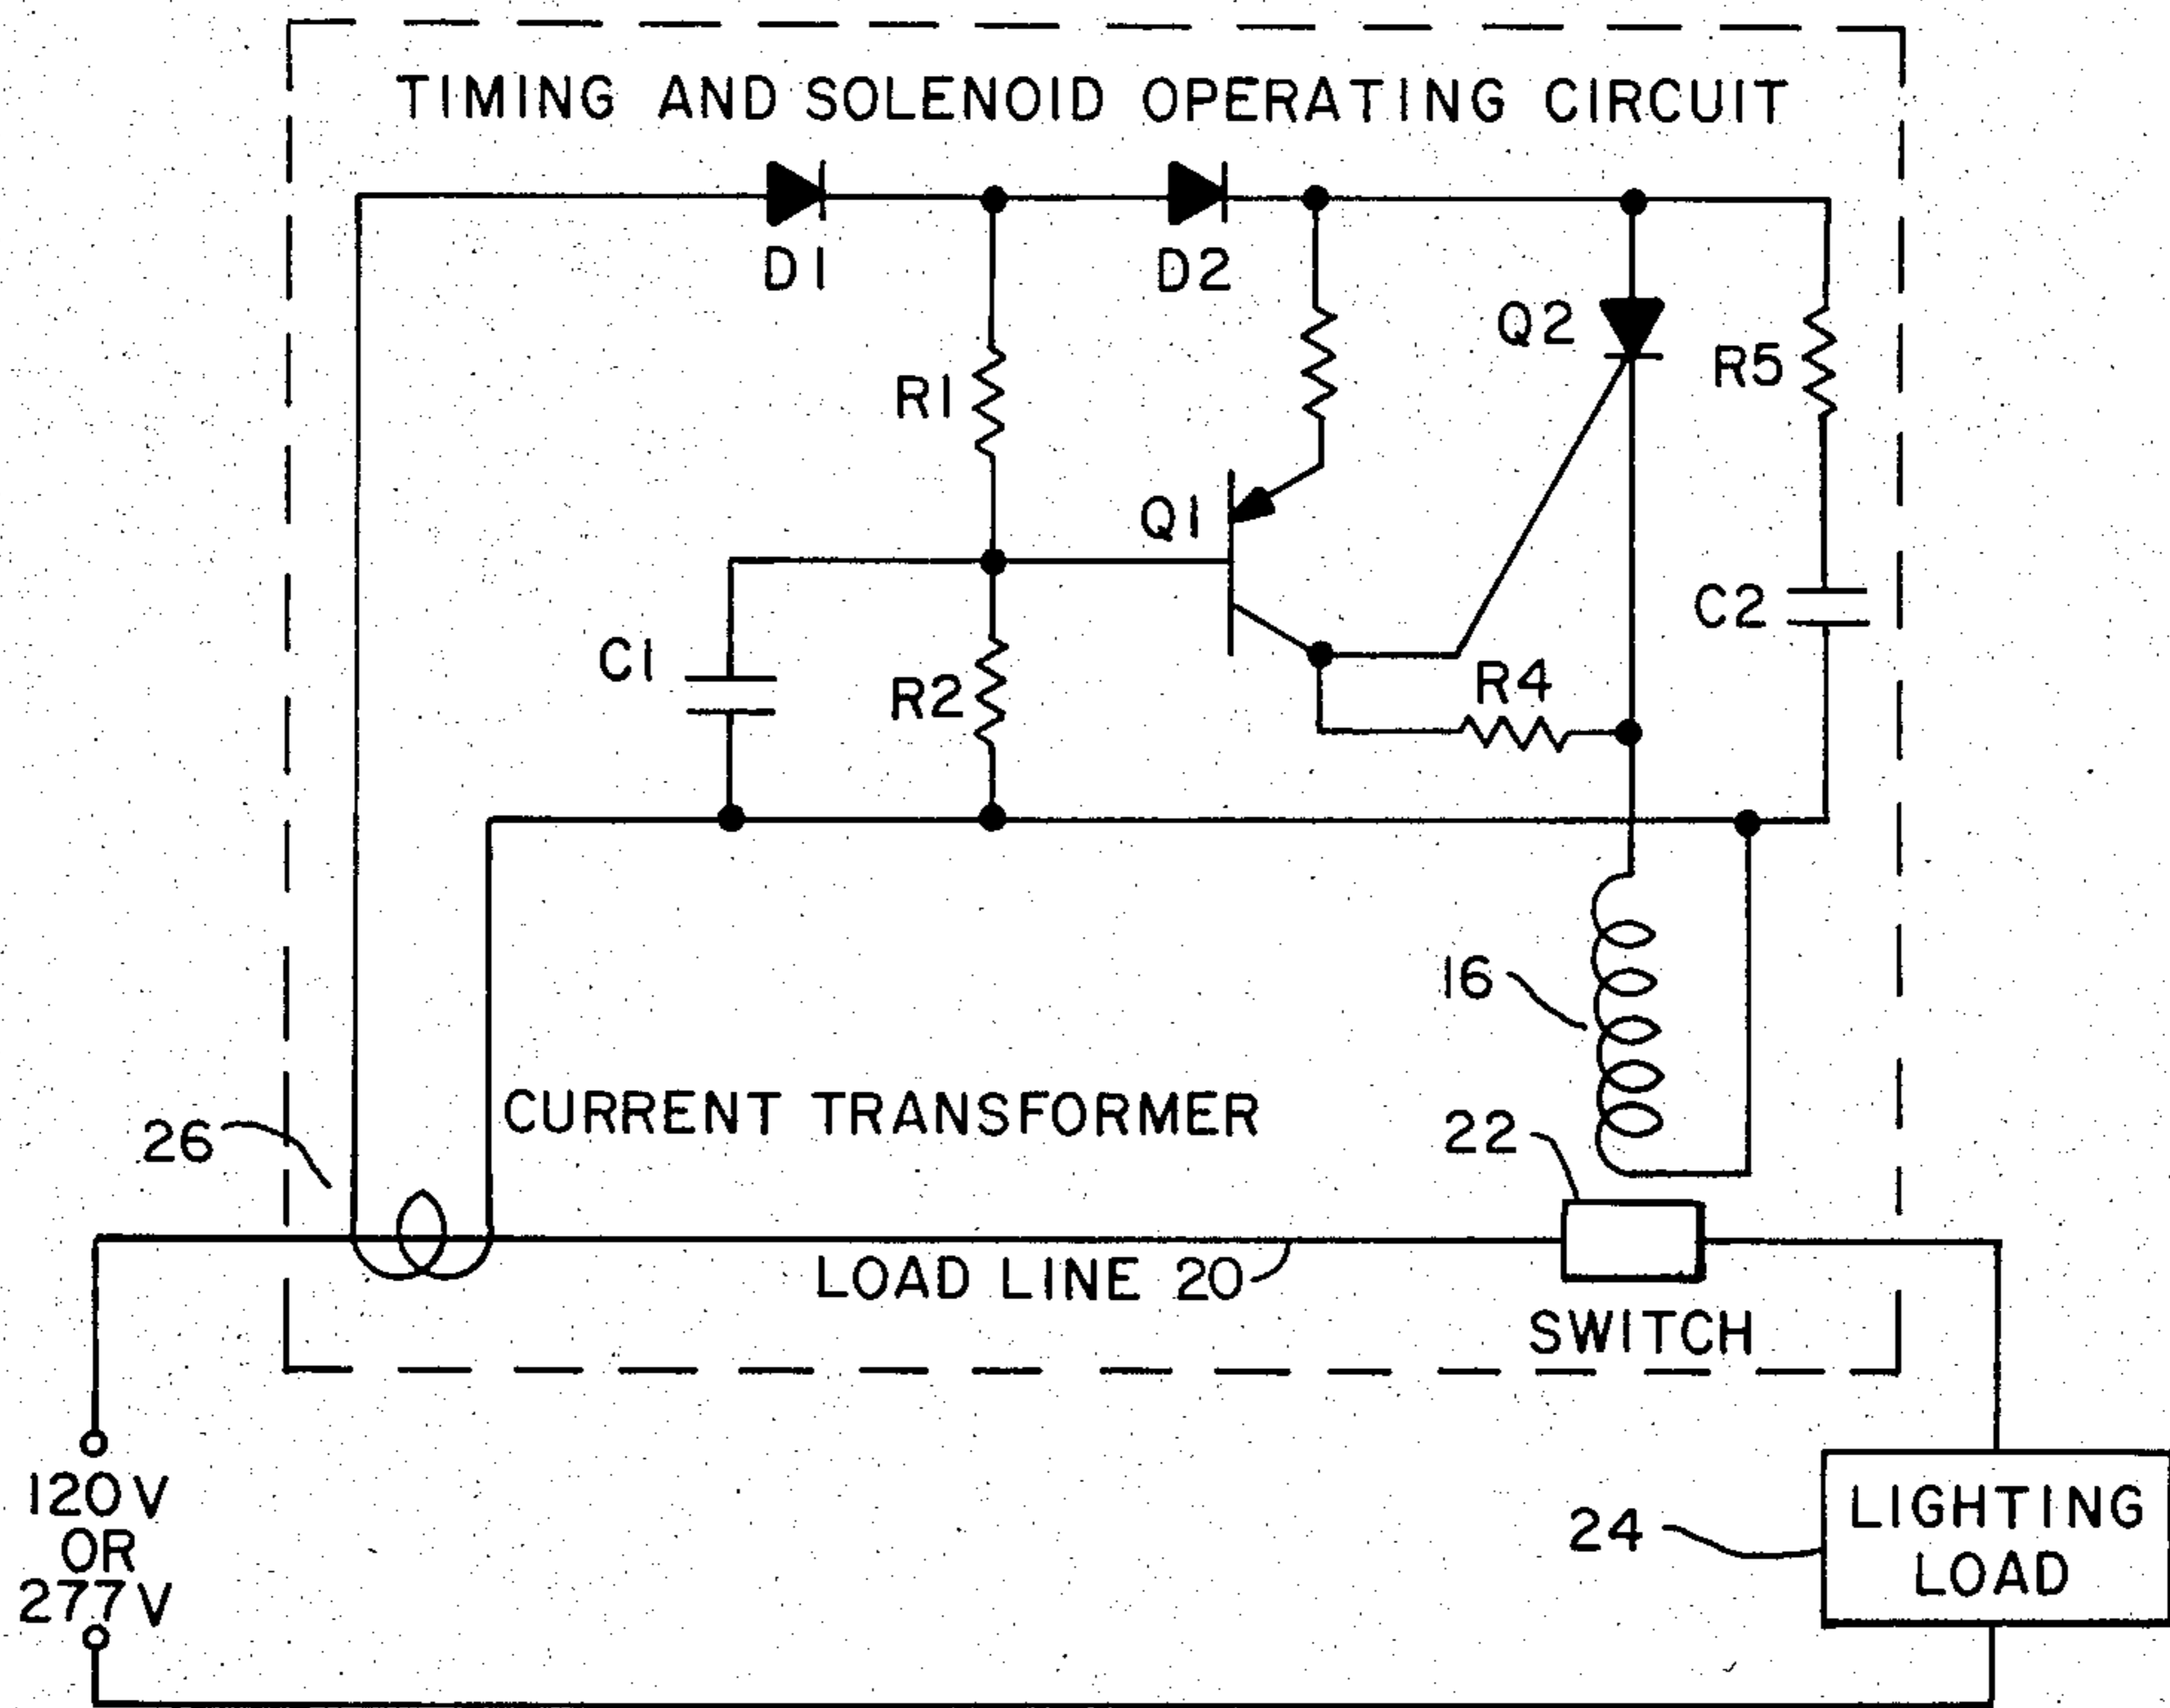 TIMING AND SOLENOID OPERATING CIRCUIT
D1
D2
Q2
R5
R1
Q1
C2
C1
R2
R4
16
CURRENT TRANSFORMER
26
22
LOAD LINE 20
SWITCH
120V
OR
277V
24
LIGHTING
LOAD